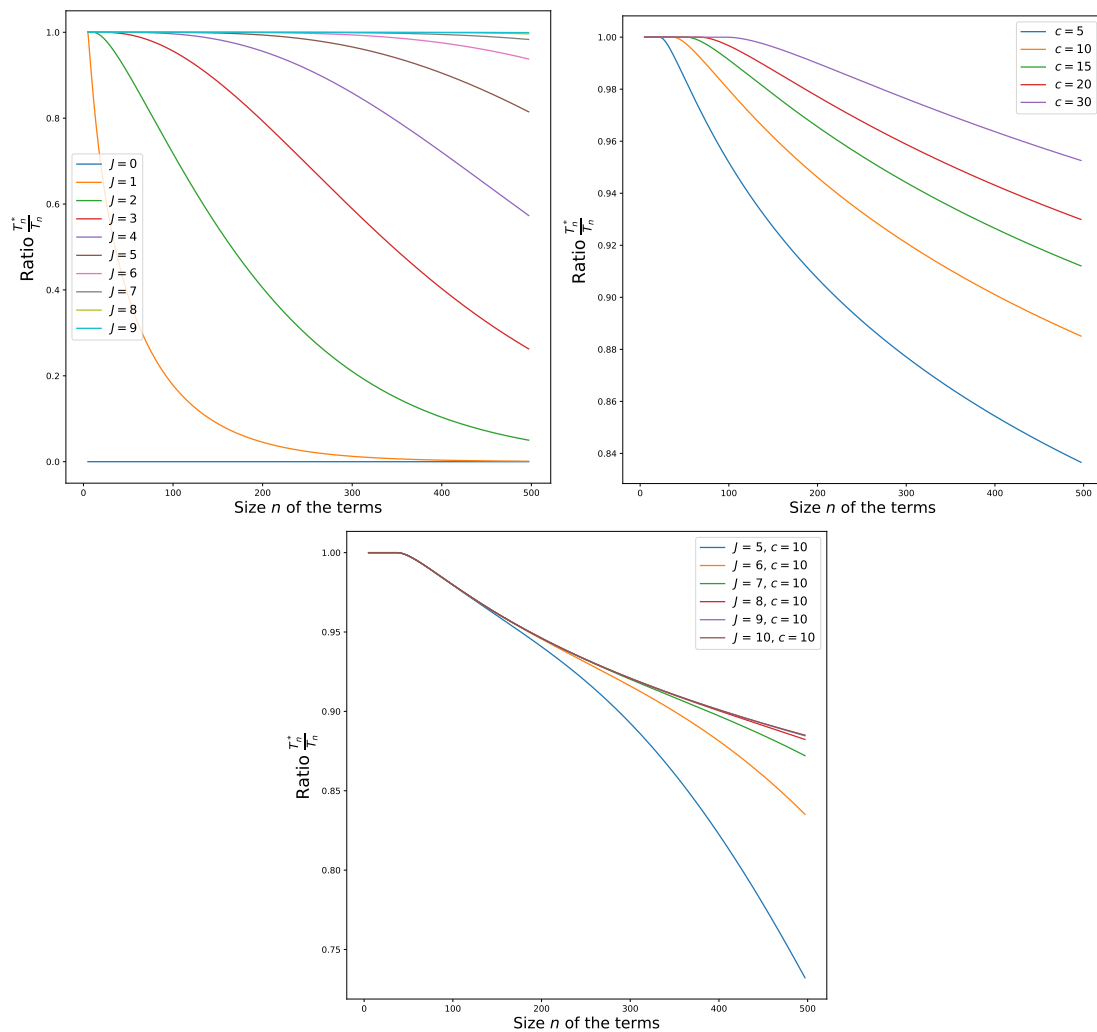 1.0
0.8
0.6
0.4
0.2
0.0
Ratio T*n / Tn
J = 0
J = 1
J = 2
J = 3
J = 4
J = 5
J = 6
J = 7
J = 8
J = 9
0 100 200 300 400 500
Size n of the terms
1.00
0.98
0.96
0.94
0.92
0.90
0.88
0.86
0.84
c = 5
c = 10
c = 15
c = 20
c = 30
0 100 200 300 400 500
Size n of the terms
1.00
0.95
0.90
0.85
0.80
0.75
Ratio T*n / Tn
J = 5, c = 10
J = 6, c = 10
J = 7, c = 10
J = 8, c = 10
J = 9, c = 10
J = 10, c = 10
0 100 200 300 400 500
Size n of the terms